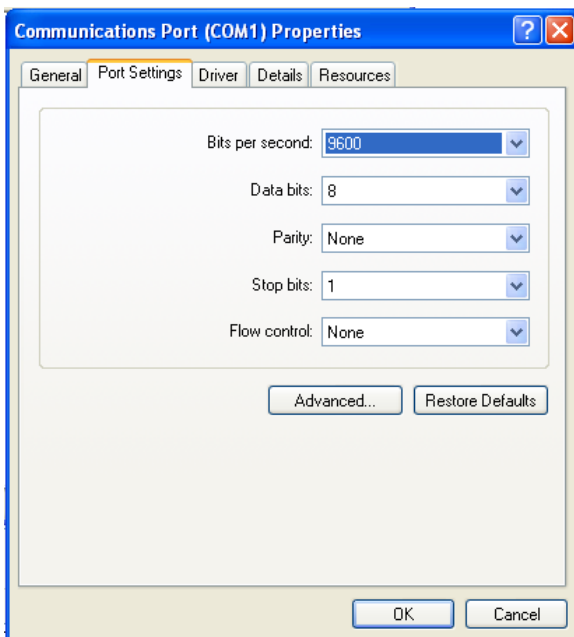 Communications Port (COM1) Properties
General Port Settings Driver Details Resources
Bits per second: 9600
Data bits: 8
Parity: None
Stop bits: 1
Flow control: None
Advanced... Restore Defaults
OK Cancel